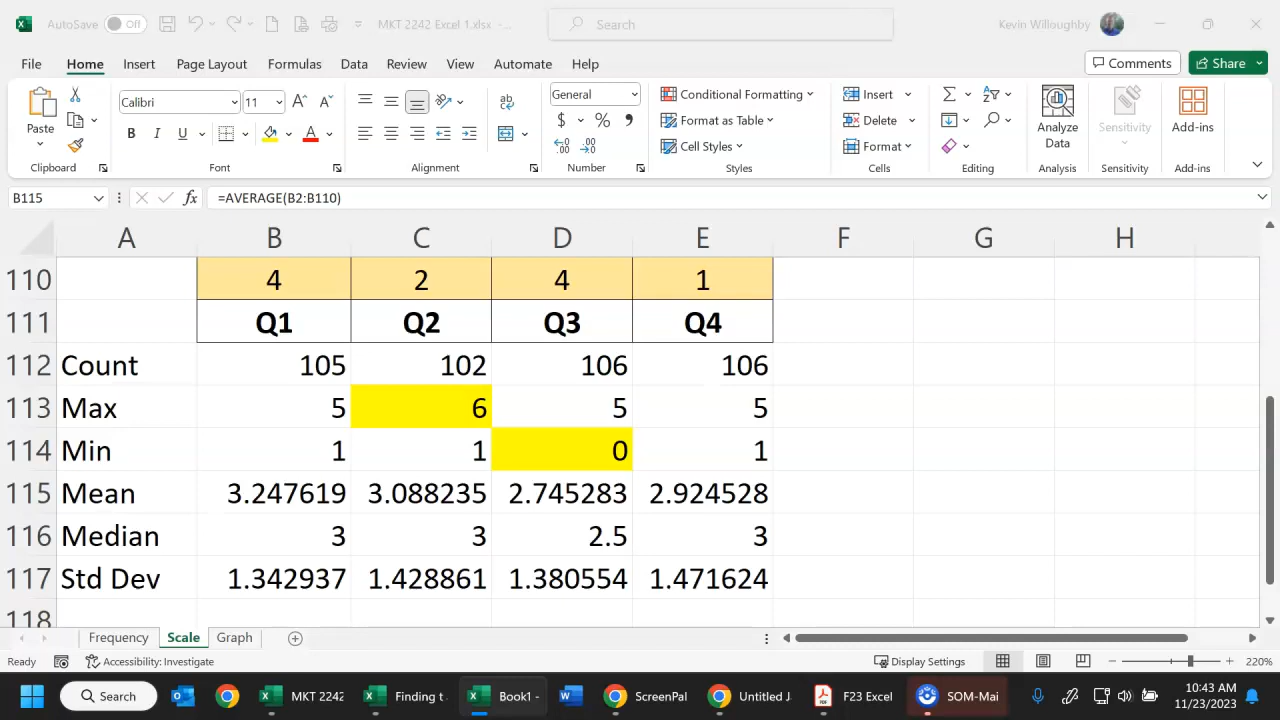 AutoSave Off MKT 2242 Excel 1.xlsx -... Search Kevin Willoughby
File Home Insert Page Layout Formulas Data Review View Automate Help Comments Share
Paste Calibri 11 B I U A General $ % Conditional Formatting Format as Table Cell Styles Insert Delete Format Analyze Data Sensitivity Add-ins
Clipboard Font Alignment Number Styles Cells Editing Analysis Sensitivity Add-ins
B115 fx =AVERAGE(B2:B110)
A B C D E F G H
110 4 2 4 1
111 Q1 Q2 Q3 Q4
112 Count 105 102 106 106
113 Max 5 6 5 5
114 Min 1 1 0 1
115 Mean 3.247619 3.088235 2.745283 2.924528
116 Median 3 3 2.5 3
117 Std Dev 1.342937 1.428861 1.380554 1.471624
118
Frequency Scale Graph
Ready Accessibility: Investigate Display Settings 220%
Search MKT 2242 Finding t Book1 - ScreenPal Untitled J F23 Excel SOM-Mai 10:43 AM
11/23/2023